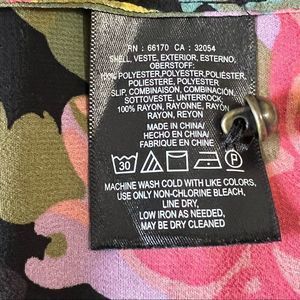 RN : 66170 CA : 32054
SHELL, VESTE, EXTERIOR, ESTERNO,
OBERSTOFF:
100% POLYESTER,POLYESTER,POLIÉSTER,
POLIESTERE, POLYESTER
SLIP, COMBINAISON, COMBINACIÓN,
SOTTOVESTE, UNTERROCK
100% RAYON, RAYONNE, RAYÓN,
RAYON, RAYON
MADE IN CHINA/
HECHO EN CHINA/
FABRIQUE EN CHINE
30
P
MACHINE WASH COLD WITH LIKE COLORS,
USE ONLY NON-CHLORINE BLEACH,
LINE DRY,
LOW IRON AS NEEDED,
MAY BE DRY CLEANED